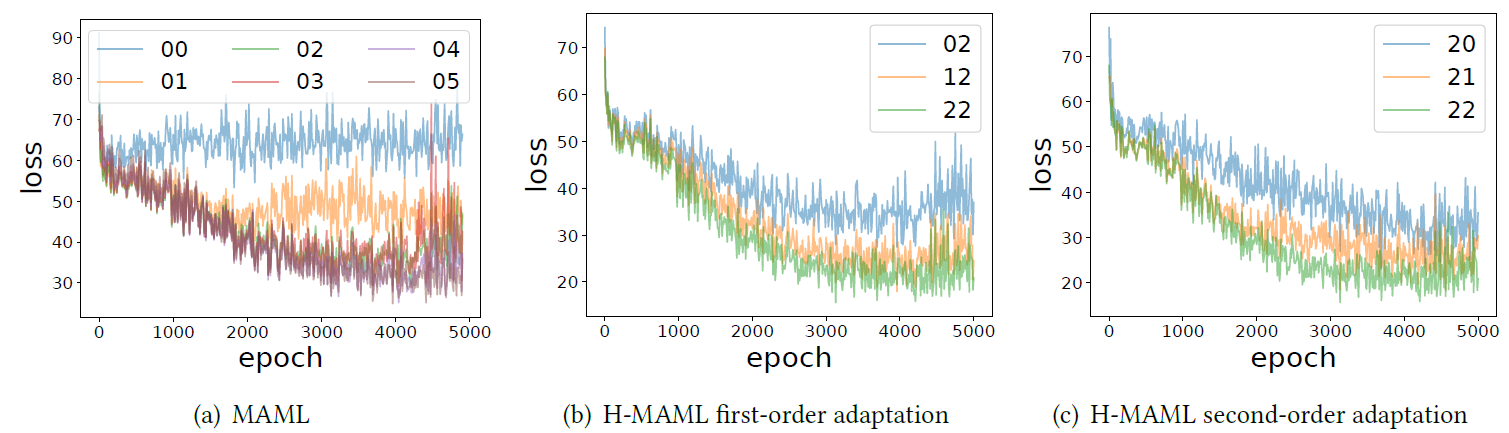 90
80
70
60
50
40
30
loss
00 02 04
01 03 05
0 1000 2000 3000 4000 5000
epoch
(a) MAML
70
60
50
40
30
20
loss
02
12
22
0 1000 2000 3000 4000 5000
epoch
(b) H-MAML first-order adaptation
70
60
50
40
30
20
loss
20
21
22
0 1000 2000 3000 4000 5000
epoch
(c) H-MAML second-order adaptation